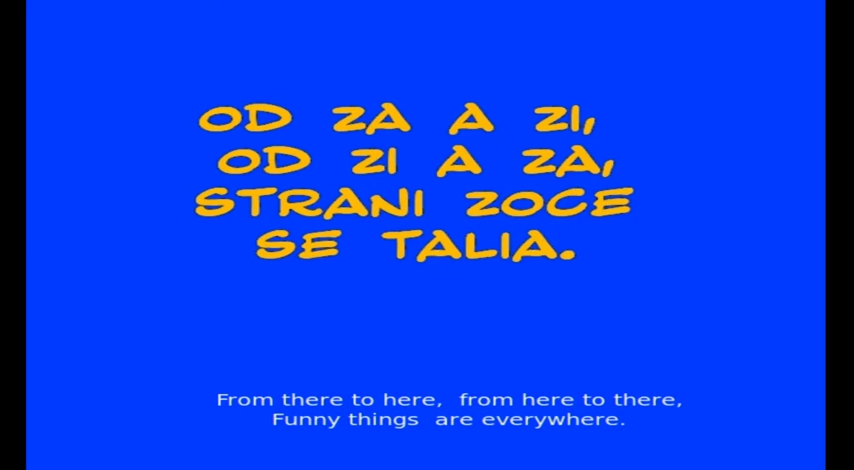 OD ZA A ZI,
OD ZI A ZA,
STRANI ZOCE
SE TALIA.
From there to here, from here to there,
Funny things are everywhere.